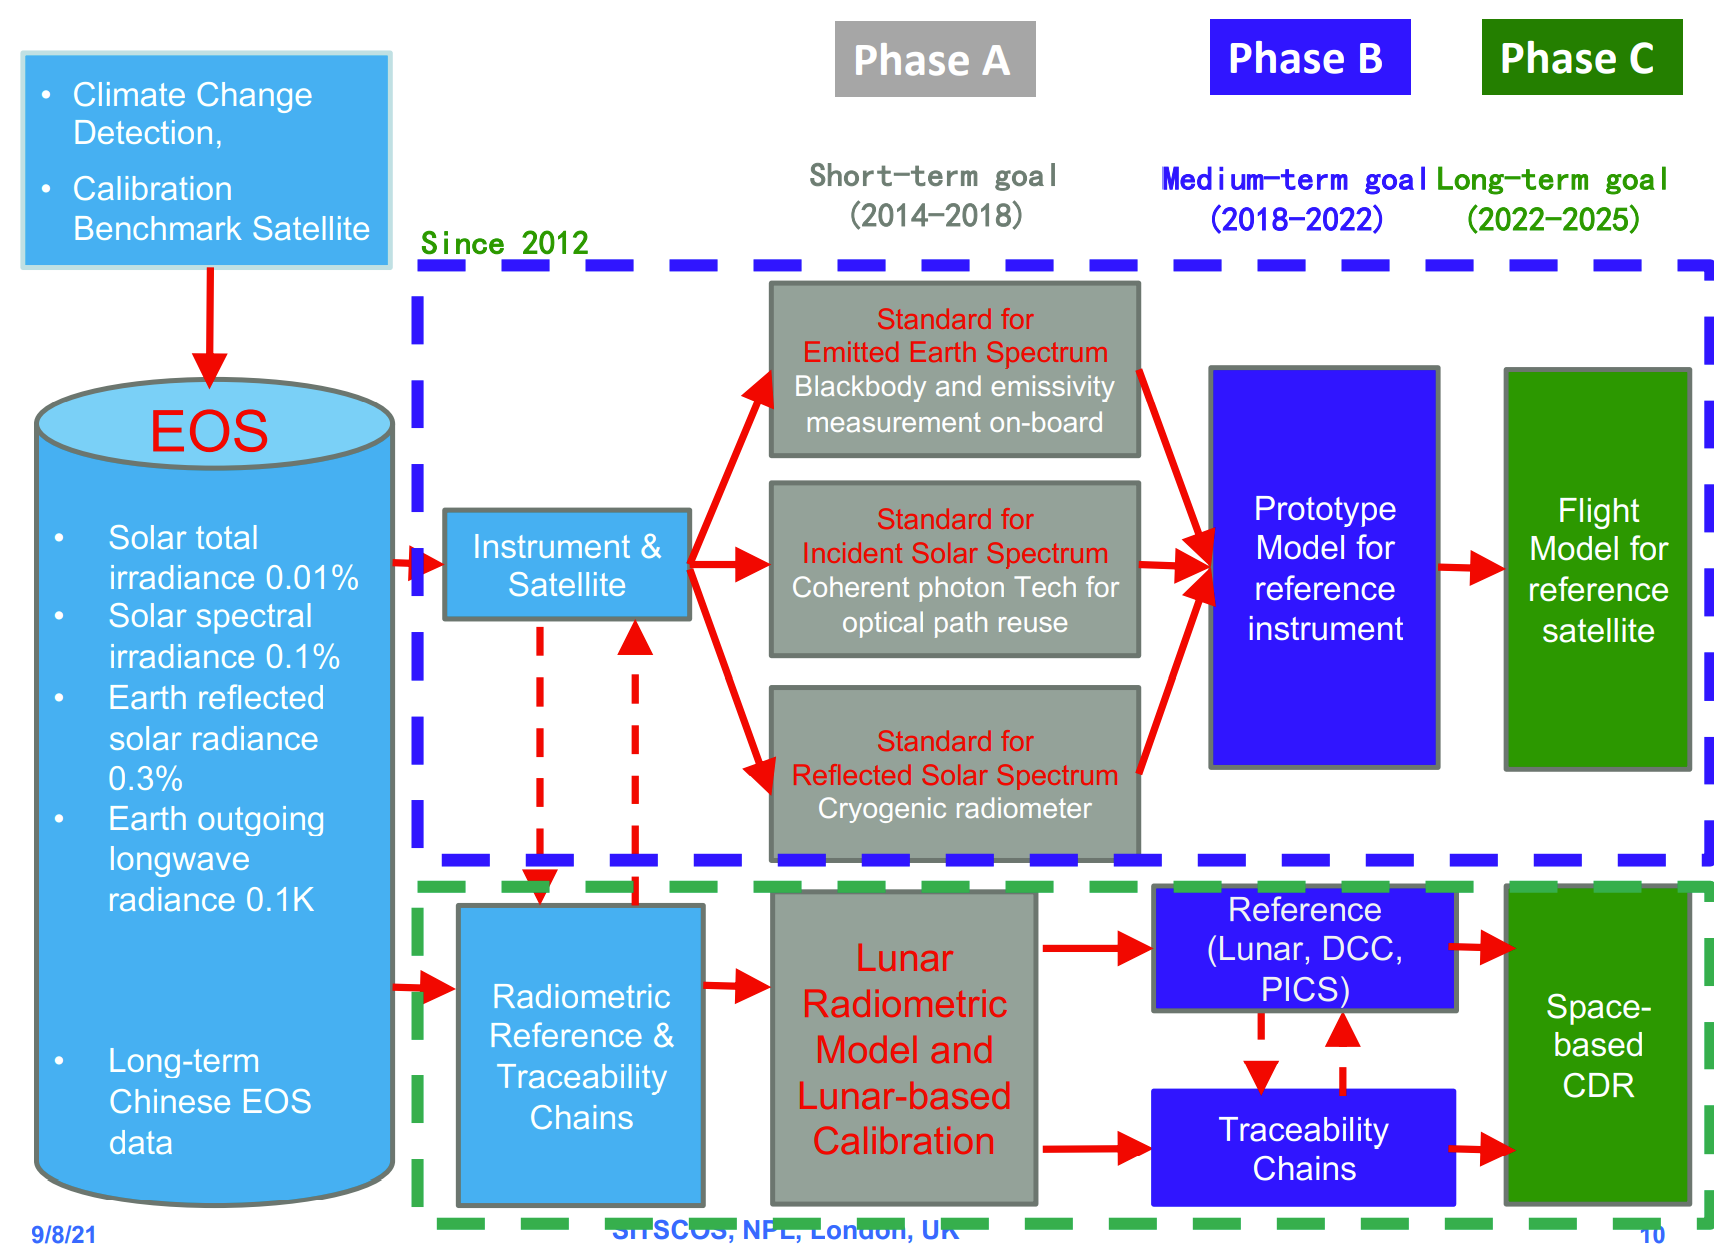 Phase A
Phase B
Phase C
• Climate Change
Detection,
• Calibration
Benchmark Satellite
Short-term goal
(2014-2018)
Medium-term goal
(2018-2022)
Long-term goal
(2022-2025)
Since 2012
EOS
• Solar total
irradiance 0.01%
• Solar spectral
irradiance 0.1%
• Earth reflected
solar radiance
0.3%
• Earth outgoing
longwave
radiance 0.1K
• Long-term
Chinese EOS
data
Instrument &
Satellite
Standard for
Emitted Earth Spectrum
Blackbody and emissivity
measurement on-board
Standard for
Incident Solar Spectrum
Coherent photon Tech for
optical path reuse
Standard for
Reflected Solar Spectrum
Cryogenic radiometer
Prototype
Model for
reference
instrument
Flight
Model for
reference
satellite
Radiometric
Reference &
Traceability
Chains
Lunar
Radiometric
Model and
Lunar-based
Calibration
Reference
(Lunar, DCC,
PICS)
Traceability
Chains
Space-
based
CDR
9/8/21
SITSCOS, NPL, London, UK
10